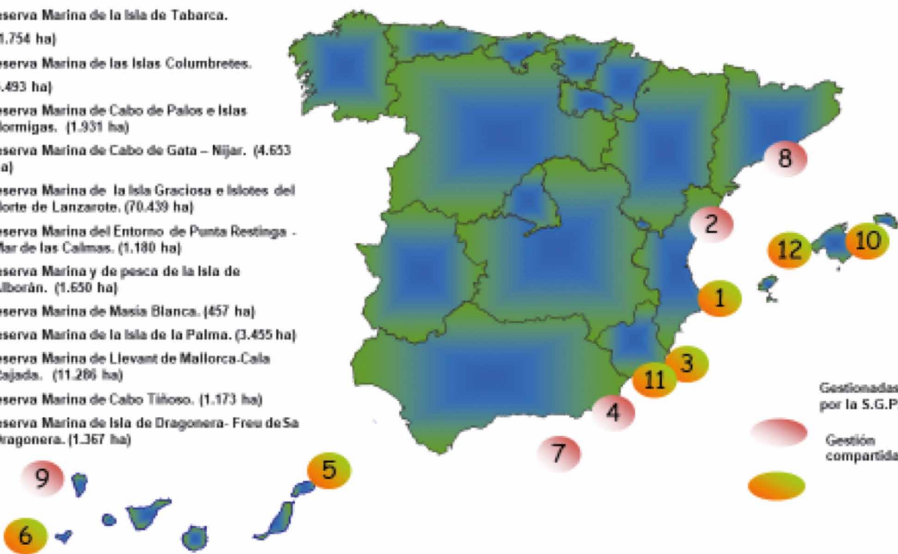 eserva Marina de la Isla de Tabarca.
1.754 ha)
eserva Marina de las Islas Columbretes.
.493 ha)
eserva Marina de Cabo de Palos e Islas
ormigas. (1.931 ha)
eserva Marina de Cabo de Gata – Nijar. (4.653
a)
eserva Marina de la Isla Graciosa e Islotes del
orte de Lanzarote. (70.439 ha)
eserva Marina del Entorno de Punta Restinga -
Mar de las Calmas. (1.180 ha)
eserva Marina y de pesca de la Isla de
lborán. (1.650 ha)
eserva Marina de Masia Blanca. (457 ha)
eserva Marina de la Isla de la Palma. (3.455 ha)
eserva Marina de Llevant de Mallorca-Cala
ajada. (11.286 ha)
eserva Marina de Cabo Tiñoso. (1.173 ha)
eserva Marina de Isla de Dragonera- Freu de Sa
ragonera. (1.367 ha)
8
2
12
10
1
3
11
4
7
9
5
6
Gestionadas
por la S.G.P.
Gestión
compartida